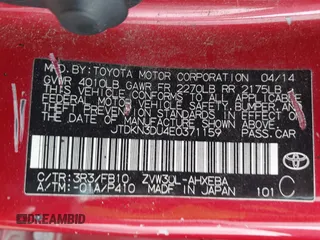 MFD. BY: TOYOTA MOTOR CORPORATION 04/14
GVWR 4010LB GAWR FR 2270LB RR 2175LB
THIS VEHICLE CONFORMS TO ALL APPLICABLE
FEDERAL MOTOR VEHICLE SAFETY, BUMPER, AND
THEFT PREVENTION STANDARDS IN EFFECT ON THE
DATE OF MANUFACTURE SHOWN ABOVE.
JTDKN3DU4E0371159 PASS. CAR
C/TR: 3R3/FB10 ZVW30L-AHXEBA
A/TM: -01A/P410 MADE IN JAPAN 101 C
TOYOTA